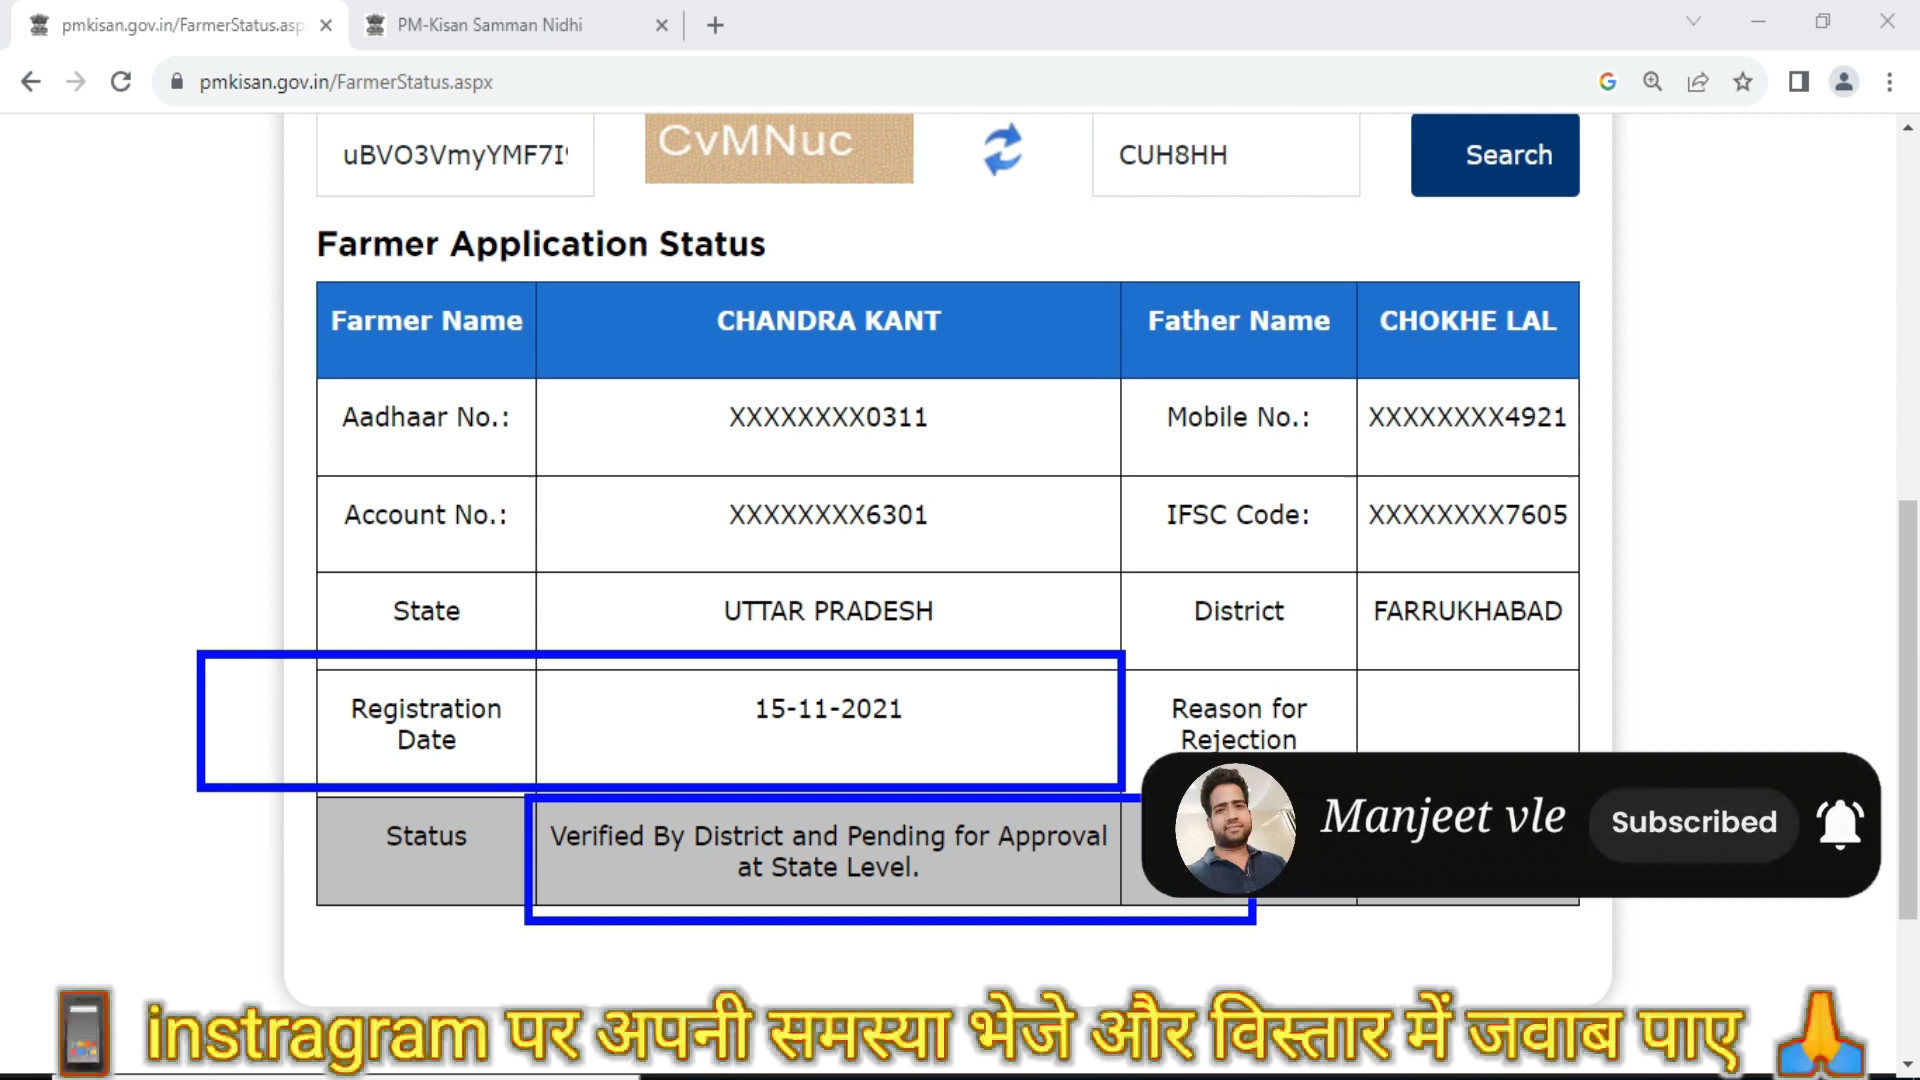 pmkisan.gov.in/FarmerStatus.asp
PM-Kisan Samman Nidhi
pmkisan.gov.in/FarmerStatus.aspx
uBVO3VmyYMF7I
CvMNuc
CUH8HH
Search
Farmer Application Status
Farmer Name CHANDRA KANT Father Name CHOKHE LAL
Aadhaar No.: XXXXXXXX0311 Mobile No.: XXXXXXXX4921
Account No.: XXXXXXXX6301 IFSC Code: XXXXXXXX7605
State UTTAR PRADESH District FARRUKHABAD
Registration 15-11-2021 Reason for
Date Rejection
Status Verified By District and Pending for Approval
at State Level.
Manjeet vle Subscribed
instragram पर अपनी समस्या भेजे और विस्तार में जवाब पाए